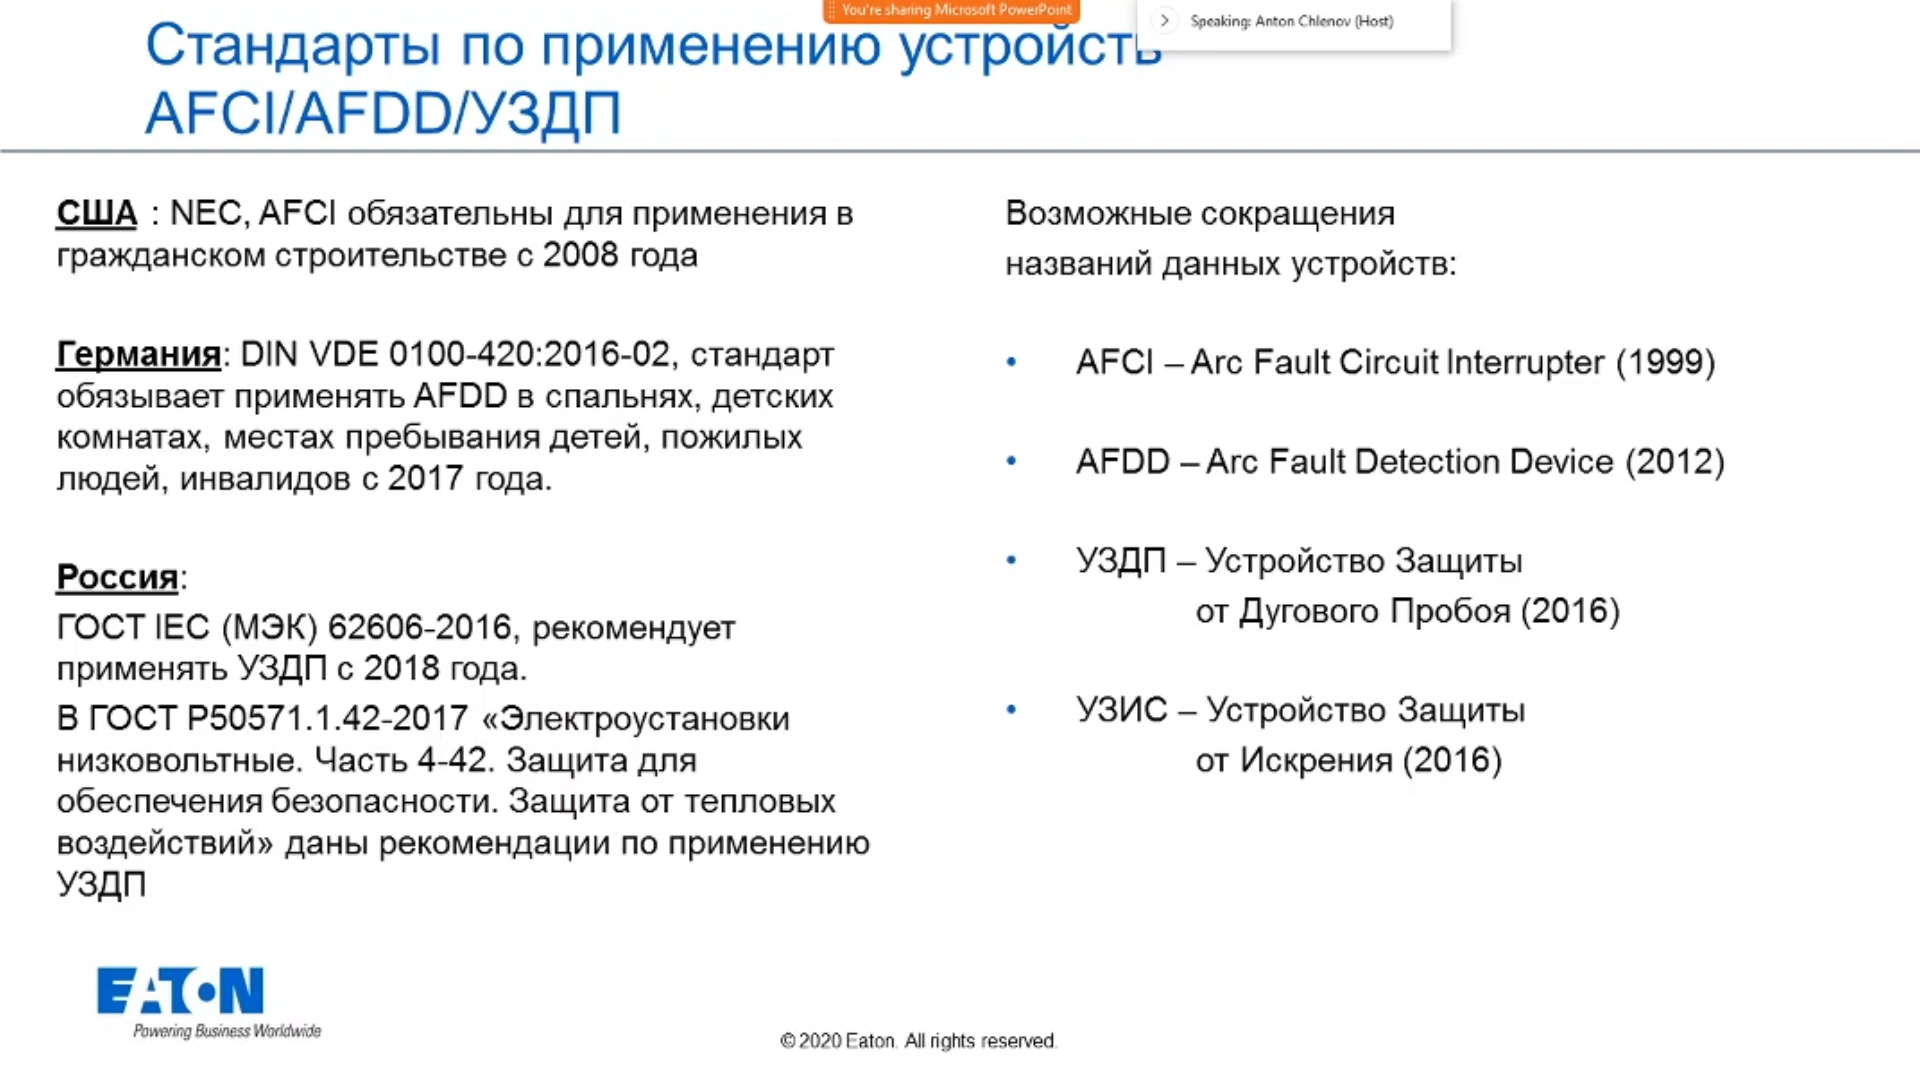 You're sharing Microsoft PowerPoint
Speaking: Anton Chlenov (Host)
Стандарты по применению устройств
AFCI/AFDD/УЗДП
США : NEC, AFCI обязательны для применения в
гражданском строительстве с 2008 года
Германия: DIN VDE 0100-420:2016-02, стандарт
обязывает применять AFDD в спальнях, детских
комнатах, местах пребывания детей, пожилых
людей, инвалидов с 2017 года.
Россия:
ГОСТ IEC (МЭК) 62606-2016, рекомендует
применять УЗДП с 2018 года.
В ГОСТ Р50571.1.42-2017 «Электроустановки
низковольтные. Часть 4-42. Защита для
обеспечения безопасности. Защита от тепловых
воздействий» даны рекомендации по применению
УЗДП
Возможные сокращения
названий данных устройств:
• AFCI – Arc Fault Circuit Interrupter (1999)
• AFDD – Arc Fault Detection Device (2012)
• УЗДП – Устройство Защиты
от Дугового Пробоя (2016)
• УЗИС – Устройство Защиты
от Искрения (2016)
EATON
Powering Business Worldwide
© 2020 Eaton. All rights reserved.